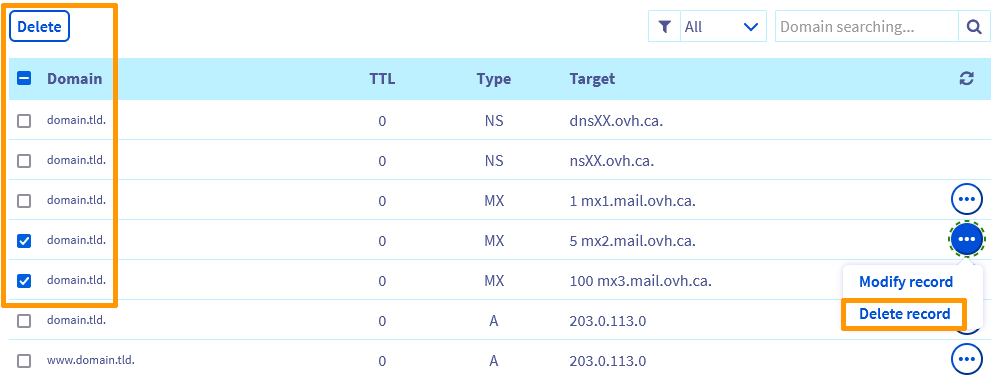 Delete All Domain searching...
Domain TTL Type Target
domain.tld. 0 NS dnsXX.ovh.ca.
domain.tld. 0 NS nsXX.ovh.ca.
domain.tld. 0 MX 1 mx1.mail.ovh.ca.
domain.tld. 0 MX 5 mx2.mail.ovh.ca.
domain.tld. 0 MX 100 mx3.mail.ovh.ca.
Modify record
Delete record
domain.tld. 0 A 203.0.113.0
www.domain.tld. 0 A 203.0.113.0